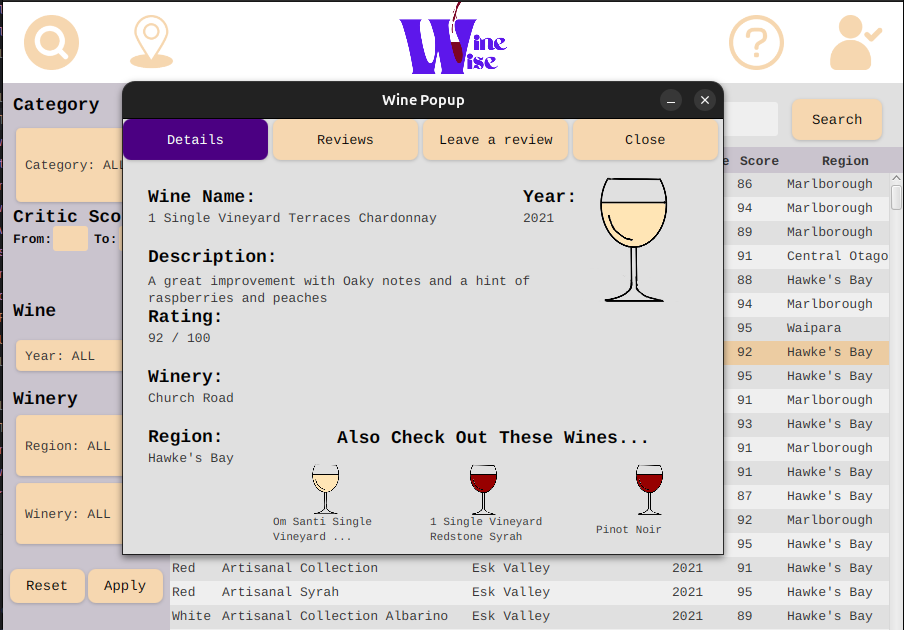 Wine
Wise
Wine Popup
Details
Reviews
Leave a review
Close
Wine Name:
1 Single Vineyard Terraces Chardonnay
Year:
2021
Description:
A great improvement with Oaky notes and a hint of
raspberries and peaches
Rating:
92 / 100
Winery:
Church Road
Region:
Hawke's Bay
Also Check Out These Wines...
Om Santi Single
Vineyard ...
1 Single Vineyard
Redstone Syrah
Pinot Noir
Category
Category: ALL
Critic Sco
From:
To:
Wine
Year: ALL
Winery
Region: ALL
Winery: ALL
Reset
Apply
Search
e Score Region
86 Marlborough
94 Marlborough
89 Marlborough
91 Central Otago
88 Hawke's Bay
94 Marlborough
95 Waipara
92 Hawke's Bay
95 Hawke's Bay
91 Marlborough
93 Hawke's Bay
91 Marlborough
91 Hawke's Bay
87 Marlborough
92 Marlborough
95 Hawke's Bay
Red Artisanal Collection Esk Valley 2021 91 Hawke's Bay
Red Artisanal Syrah Esk Valley 2021 95 Hawke's Bay
White Artisanal Collection Albarino Esk Valley 2021 89 Hawke's Bay